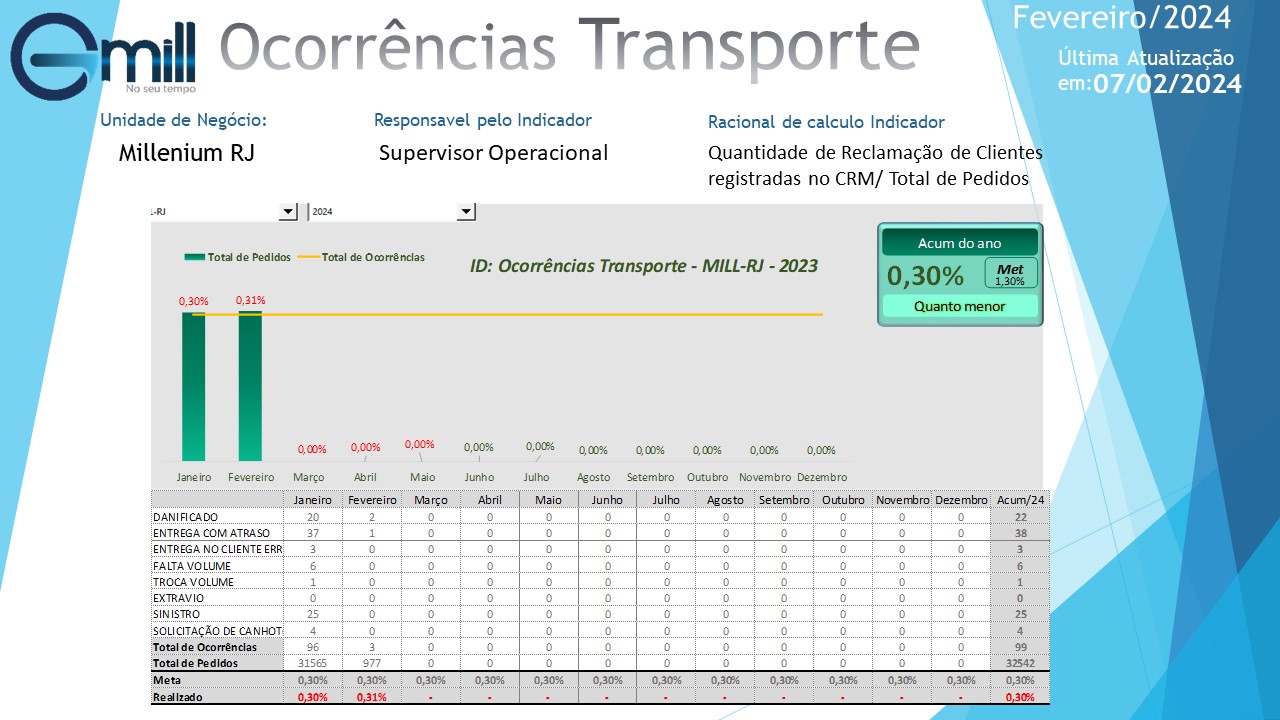 Gmill
No seu tempo
Ocorrências Transporte
Fevereiro/2024
Última Atualização
em:07/02/2024
Unidade de Negócio:
Millenium RJ
Responsavel pelo Indicador
Supervisor Operacional
Racional de calculo Indicador
Quantidade de Reclamação de Clientes
registradas no CRM/ Total de Pedidos
L-RJ 2024
Total de Pedidos Total de Ocorrências
ID: Ocorrências Transporte - MILL-RJ - 2023
Acum do ano
0,30% Met
1,30%
Quanto menor
0,30% 0,31% 0,00% 0,00% 0,00% 0,00% 0,00% 0,00% 0,00% 0,00% 0,00% 0,00%
Janeiro Fevereiro Março Abril Maio Junho Julho Agosto Setembro Outubro Novembro Dezembro
Janeiro Fevereiro Março Abril Maio Junho Julho Agosto Setembro Outubro Novembro Dezembro Acum/24
DANIFICADO 20 2 0 0 0 0 0 0 0 0 0 0 22
ENTREGA COM ATRASO 37 1 0 0 0 0 0 0 0 0 0 0 38
ENTREGA NO CLIENTE ERR 3 0 0 0 0 0 0 0 0 0 0 0 3
FALTA VOLUME 6 0 0 0 0 0 0 0 0 0 0 0 6
TROCA VOLUME 1 0 0 0 0 0 0 0 0 0 0 0 1
EXTRAVIO 0 0 0 0 0 0 0 0 0 0 0 0 0
SINISTRO 25 0 0 0 0 0 0 0 0 0 0 0 25
SOLICITAÇÃO DE CANHOT 4 0 0 0 0 0 0 0 0 0 0 0 4
Total de Ocorrências 96 3 0 0 0 0 0 0 0 0 0 0 99
Total de Pedidos 31565 977 0 0 0 0 0 0 0 0 0 0 32542
Meta 0,30% 0,30% 0,30% 0,30% 0,30% 0,30% 0,30% 0,30% 0,30% 0,30% 0,30% 0,30% 0,30%
Realizado 0,30% 0,31% - - - - - - - - - - 0,30%